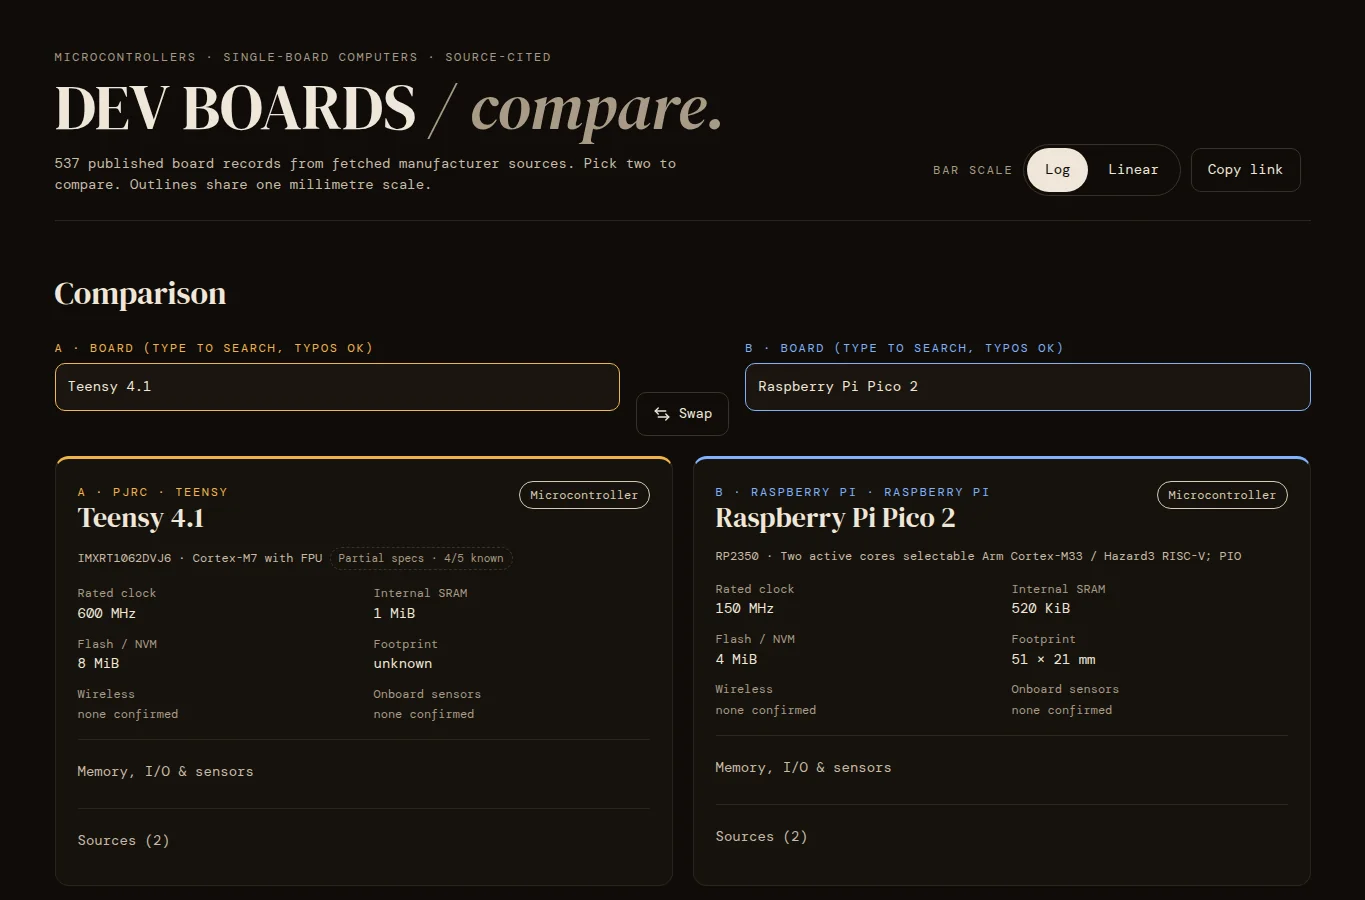 MICROCONTROLLERS · SINGLE-BOARD COMPUTERS · SOURCE-CITED
DEV BOARDS / compare.
537 published board records from fetched manufacturer sources. Pick two to
compare. Outlines share one millimetre scale.
BAR SCALE
Log
Linear
Copy link
Comparison
A · BOARD (TYPE TO SEARCH, TYPOS OK)
Teensy 4.1
Swap
B · BOARD (TYPE TO SEARCH, TYPOS OK)
Raspberry Pi Pico 2
A · PJRC · TEENSY
Microcontroller
Teensy 4.1
IMXRT1062DVJ6 · Cortex-M7 with FPU
Partial specs · 4/5 known
Rated clock
600 MHz
Internal SRAM
1 MiB
Flash / NVM
8 MiB
Footprint
unknown
Wireless
none confirmed
Onboard sensors
none confirmed
Memory, I/O & sensors
Sources (2)
B · RASPBERRY PI · RASPBERRY PI
Microcontroller
Raspberry Pi Pico 2
RP2350 · Two active cores selectable Arm Cortex-M33 / Hazard3 RISC-V; PIO
Rated clock
150 MHz
Internal SRAM
520 KiB
Flash / NVM
4 MiB
Footprint
51 × 21 mm
Wireless
none confirmed
Onboard sensors
none confirmed
Memory, I/O & sensors
Sources (2)